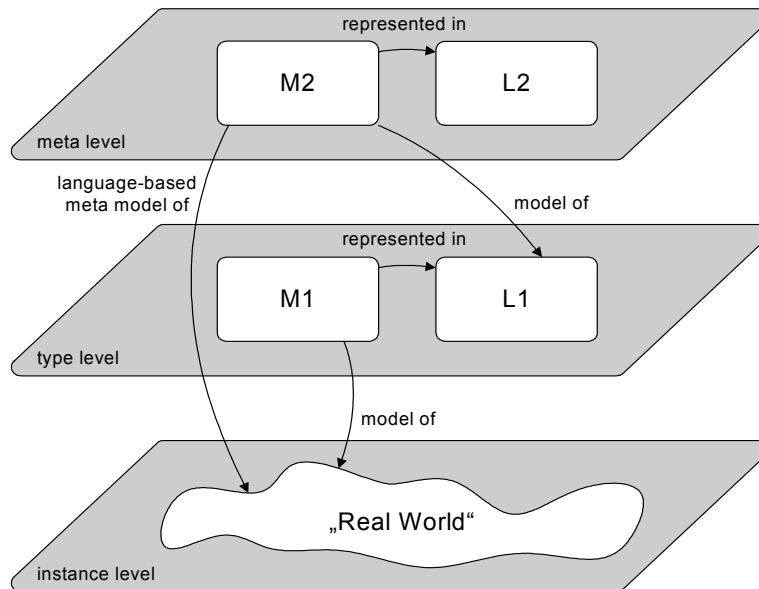 represented in
M2
L2
meta level
language-based
meta model of
model of
represented in
M1
L1
type level
model of
„Real World“
instance level